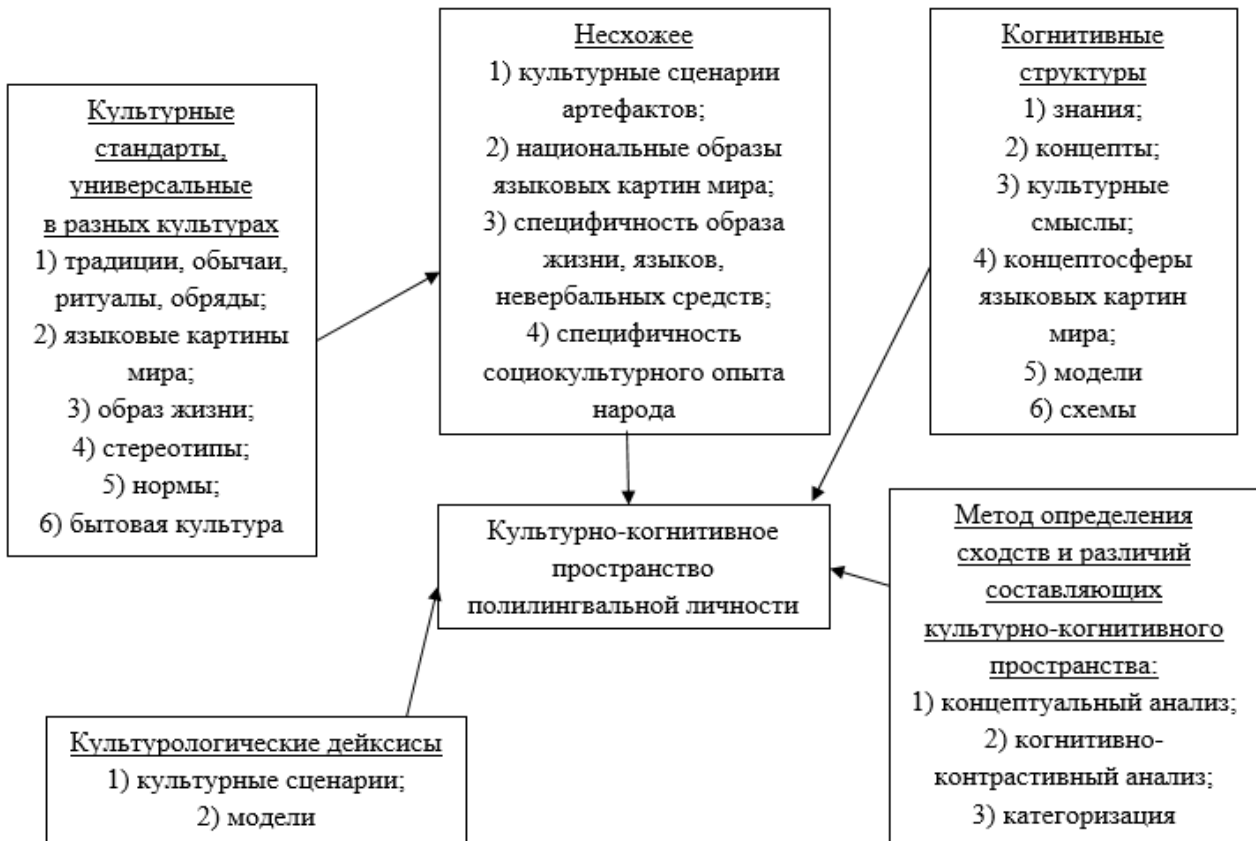 Культурные
стандарты,
универсальные
в разных культурах
1) традиции, обычаи,
ритуалы, обряды;
2) языковые картины
мира;
3) образ жизни;
4) стереотипы;
5) нормы;
6) бытовая культура
Несхожее
1) культурные сценарии
артефактов;
2) национальные образы
языковых картин мира;
3) специфичность образа
жизни, языков,
невербальных средств;
4) специфичность
социокультурного опыта
народа
Когнитивные
структуры
1) знания;
2) концепты;
3) культурные
смыслы;
4) концептосферы
языковых картин
мира;
5) модели
6) схемы
Культурно-когнитивное
пространство
полилингвальной личности
Метод определения
сходств и различий
составляющих
культурно-когнитивного
пространства:
1) концептуальный анализ;
2) когнитивно-
контрастивный анализ;
3) категоризация
Культурологические дейксисы
1) культурные сценарии;
2) модели